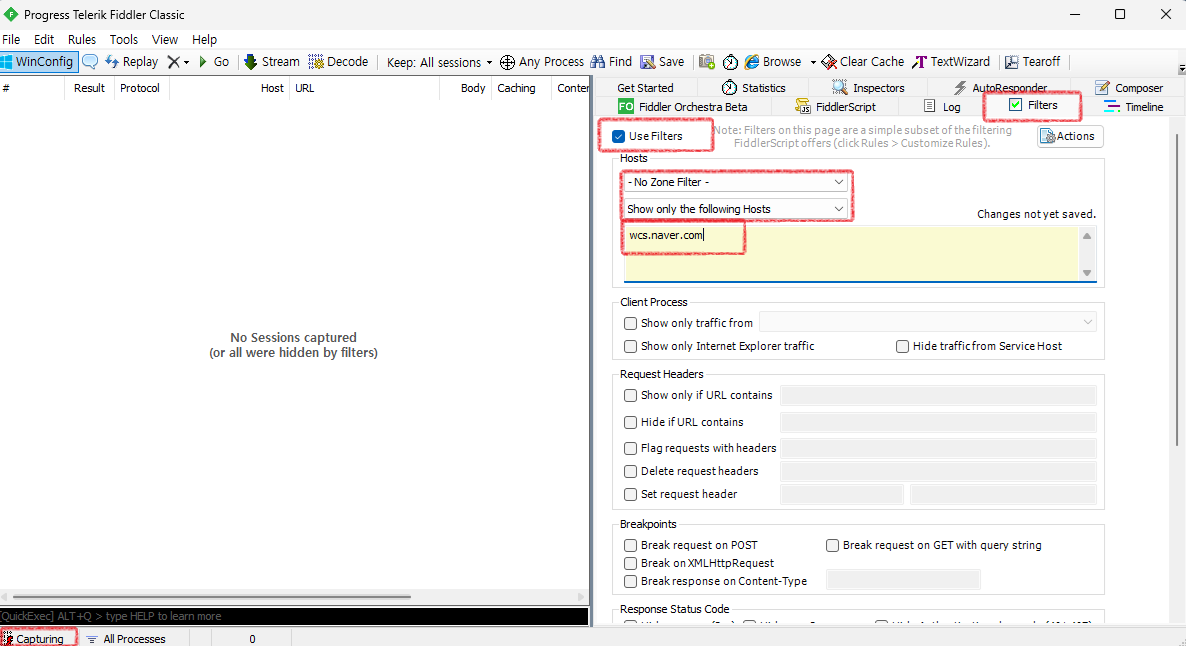 Progress Telerik Fiddler Classic
File Edit Rules Tools View Help
WinConfig Replay Go Stream Decode Keep: All sessions Any Process Find Save Browse Clear Cache TextWizard Tearoff
# Result Protocol Host URL Body Caching Conten
Get Started Statistics Inspectors AutoResponder Composer
FO Fiddler Orchestra Beta FiddlerScript Log Filters Timeline
Use Filters
Note: Filters on this page are a simple subset of the filtering
FiddlerScript offers (click Rules > Customize Rules).
Actions
Hosts
- No Zone Filter -
Show only the following Hosts
Changes not yet saved.
wcs.naver.com
No Sessions captured
(or all were hidden by filters)
Client Process
Show only traffic from
Show only Internet Explorer traffic Hide traffic from Service Host
Request Headers
Show only if URL contains
Hide if URL contains
Flag requests with headers
Delete request headers
Set request header
Breakpoints
Break request on POST Break request on GET with query string
Break on XMLHttpRequest
Break response on Content-Type
Response Status Code
[QuickExec] ALT+Q > type HELP to learn more
Capturing All Processes 0